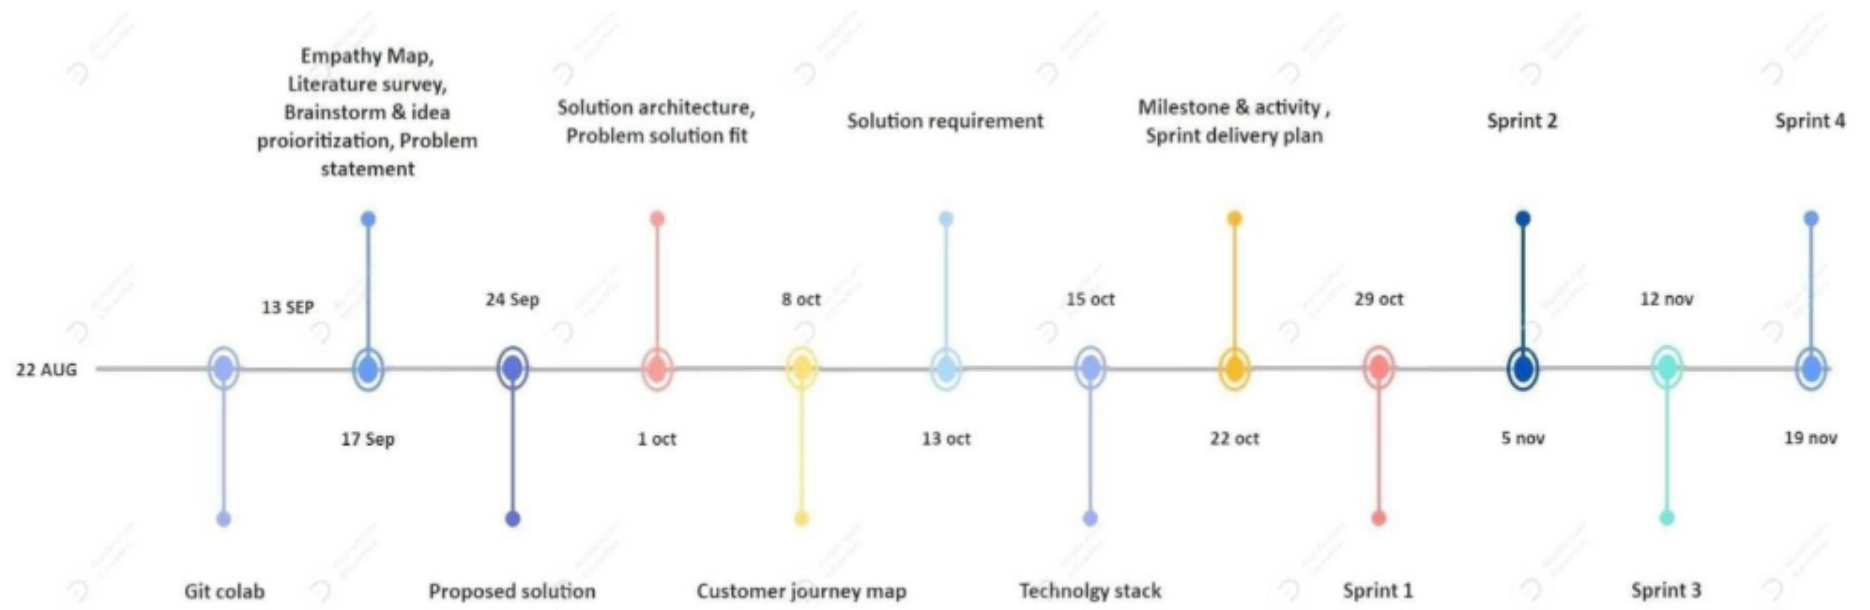 Empathy Map,
Literature survey,
Brainstorm & idea
proioritization, Problem
statement
Solution architecture,
Problem solution fit
Solution requirement
Milestone & activity ,
Sprint delivery plan
Sprint 2
Sprint 4
13 SEP
24 Sep
8 oct
15 oct
29 oct
12 nov
22 AUG
17 Sep
1 oct
13 oct
22 oct
5 nov
19 nov
Git colab
Proposed solution
Customer journey map
Technolgy stack
Sprint 1
Sprint 3